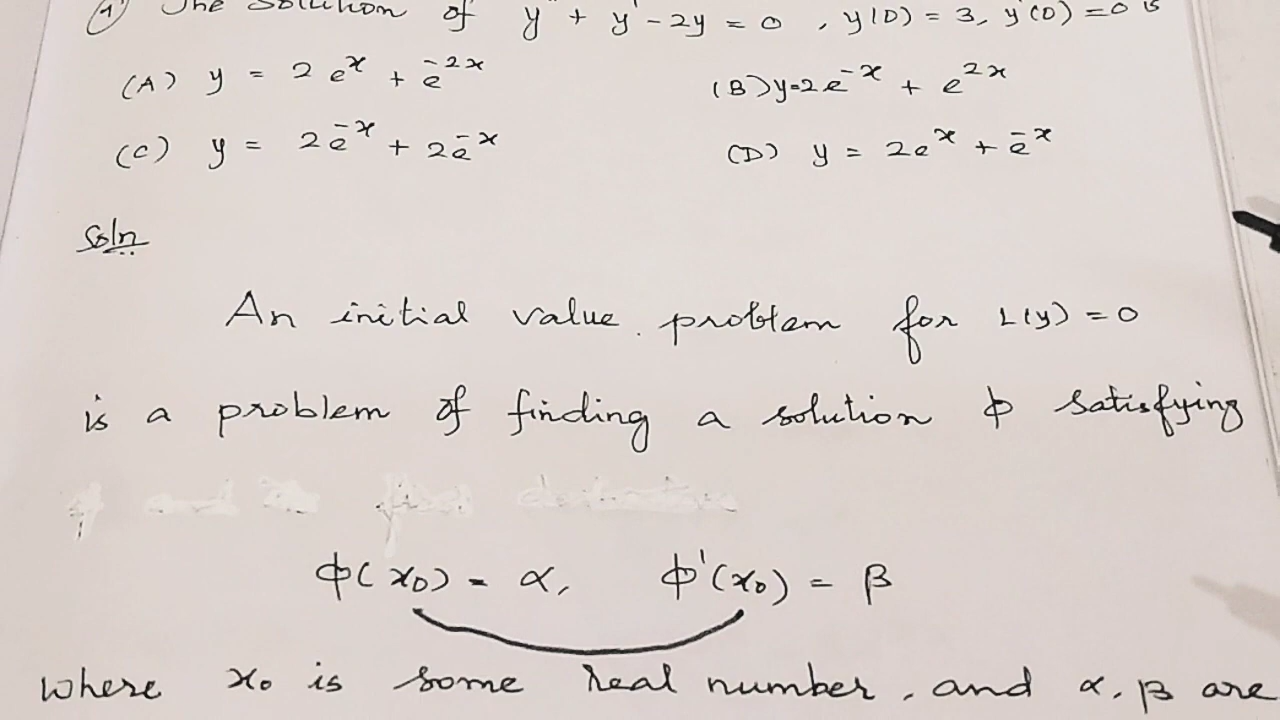 The solution of y'' + y' - 2y = 0, y(0) = 3, y'(0) = 0 is
(A) y = 2e^x + e^{-2x} (B) y=2e^{-x} + e^{2x}
(C) y = 2e^{-x} + 2e^{-x} (D) y = 2e^x + e^{-x}
Soln
An initial value problem for L(y) = 0
is a problem of finding a solution φ satisfying
φ(x₀) = α, φ'(x₀) = β
where x₀ is some real number, and α, β are